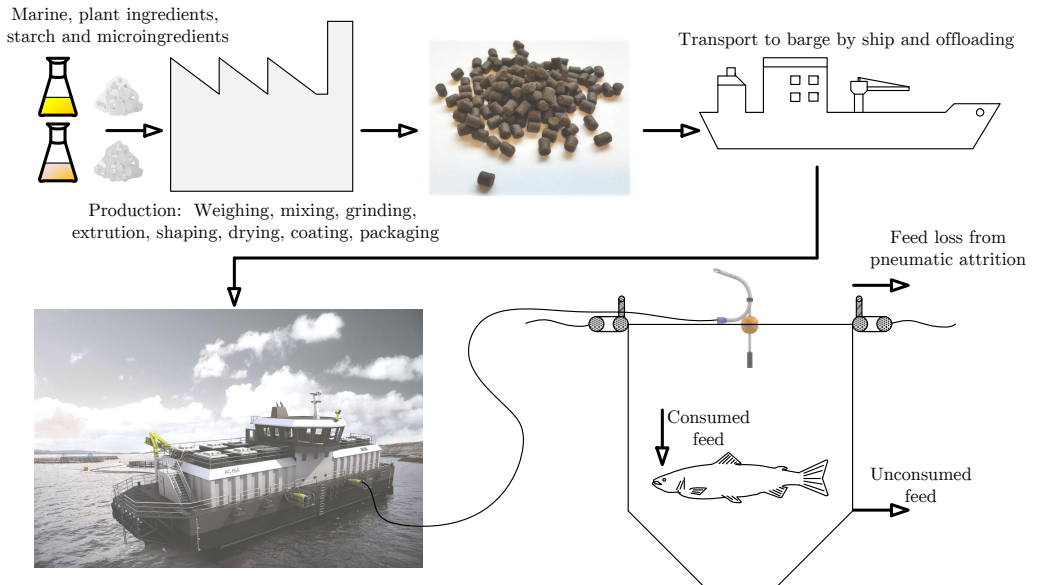 Marine, plant ingredients,
starch and microingredients
Transport to barge by ship and offloading
Production: Weighing, mixing, grinding,
extrution, shaping, drying, coating, packaging
Feed loss from
pneumatic attrition
Consumed
feed
Unconsumed
feed